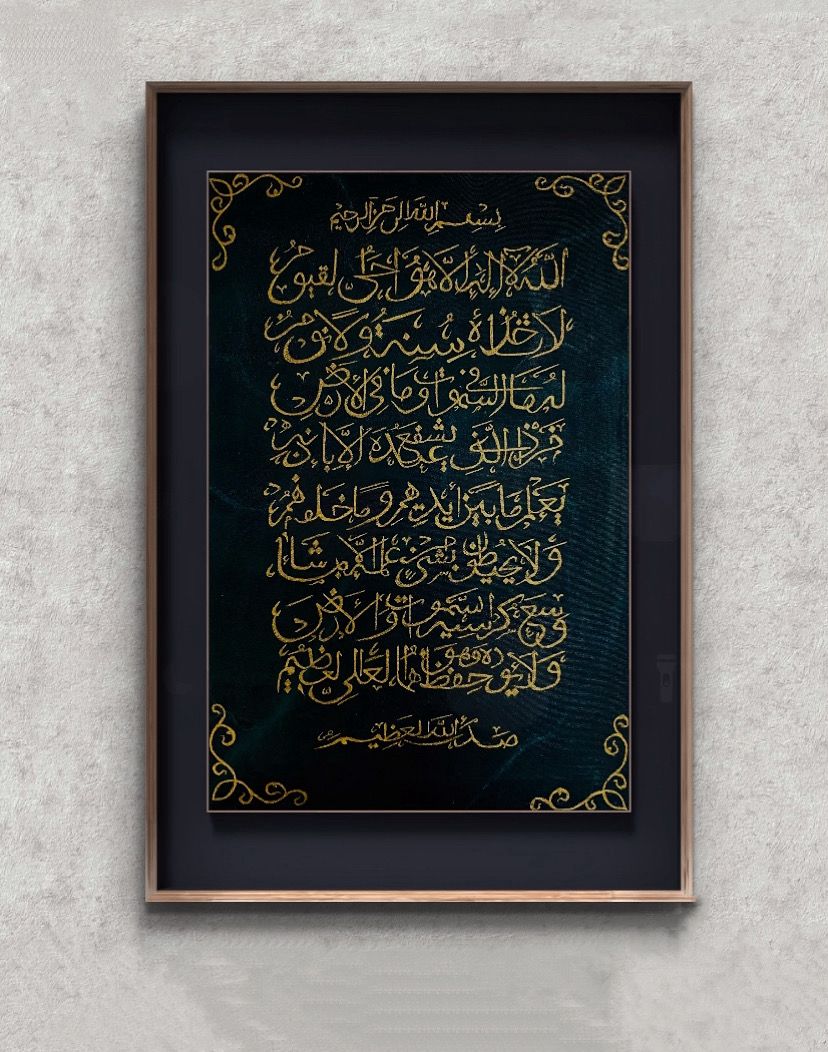 بسم الله الرحمن الرحيم
الله لا إله إلا هو الحي القيوم
لا تأخذه سنة ولا نوم
له ما في السموات وما في الأرض
من ذا الذي يشفع عنده إلا بإذنه
يعلم ما بين أيديهم وما خلفهم
ولا يحيطون بشيء من علمه إلا بما شاء
وسع كرسيه السموات والأرض
ولا يؤده حفظهما وهو العلي العظيم
صدق الله العظيم